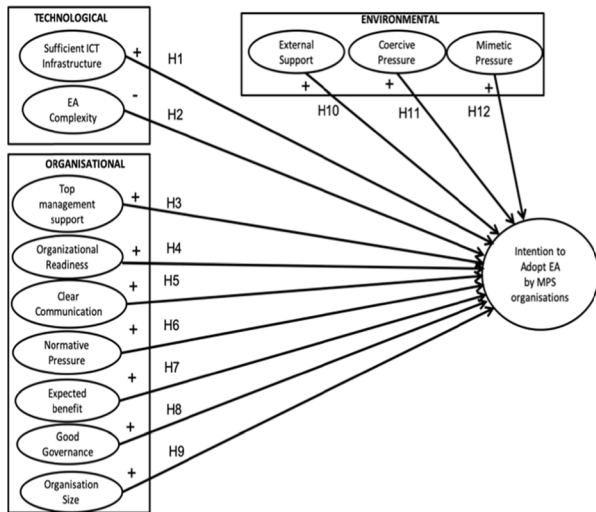 TECHNOLOGICAL
Sufficient ICT
Infrastructure
+
H1
EA
Complexity
-
H2
ENVIRONMENTAL
External
Support
+
H10
Coercive
Pressure
+
H11
Mimetic
Pressure
+
H12
ORGANISATIONAL
Top
management
support
+
H3
Organizational
Readiness
+
H4
Clear
Communication
+
H5
Normative
Pressure
+
H6
Expected
benefit
+
H7
Good
Governance
+
H8
Organisation
Size
+
H9
Intention to
Adopt EA
by MPS
organisations